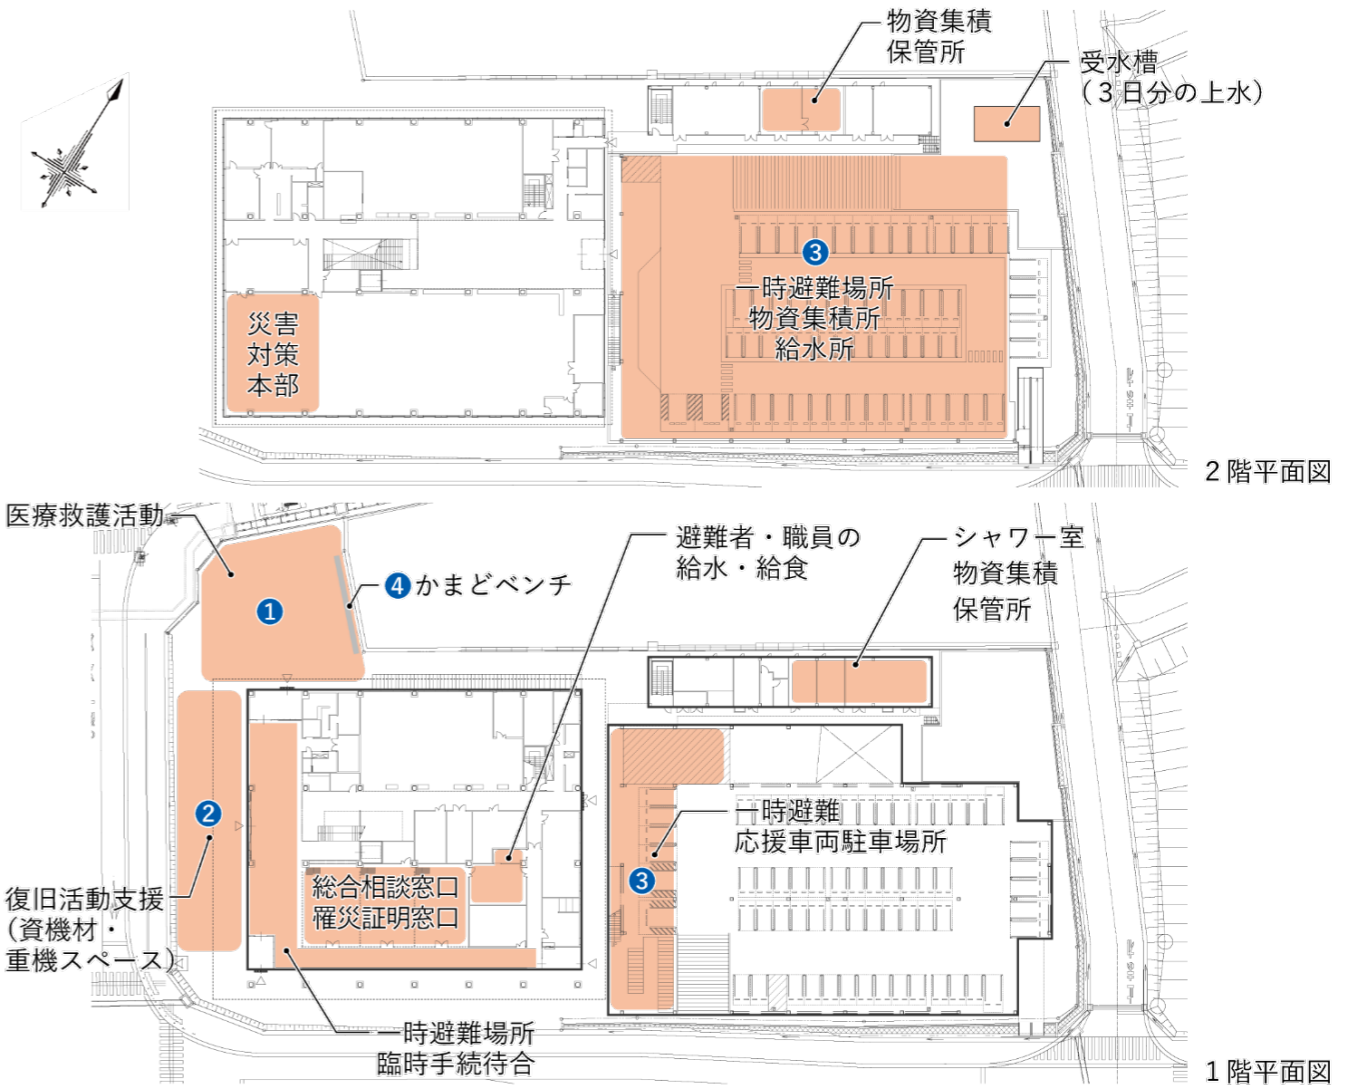 物資集積
保管所
受水槽
（３日分の上水）
3
一時避難場所
物資集積所
給水所
災害
対策
本部
２階平面図
医療救護活動
避難者・職員の
給水・給食
シャワー室
物資集積
保管所
4 かまどベンチ
1
2
一時避難
応援車両駐車場所
3
総合相談窓口
罹災証明窓口
復旧活動支援
（資機材・
重機スペース）
一時避難場所
臨時手続待合
１階平面図